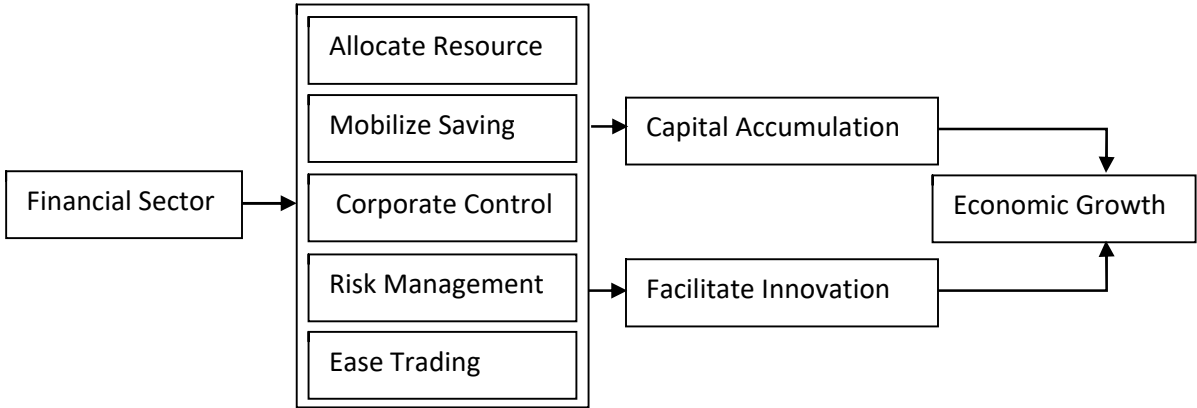 Financial Sector
Allocate Resource
Mobilize Saving
Corporate Control
Risk Management
Ease Trading
Capital Accumulation
Facilitate Innovation
Economic Growth